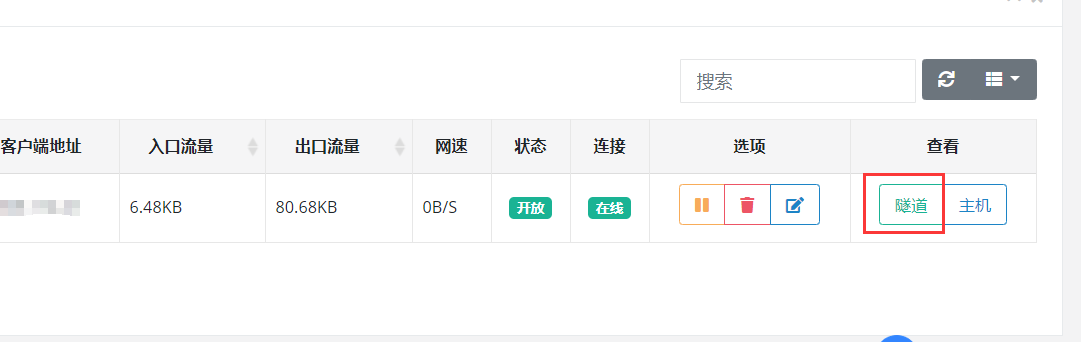 搜索
客户端地址 入口流量 出口流量 网速 状态 连接 选项 查看
6.48KB 80.68KB 0B/S 开放 在线 隧道 主机